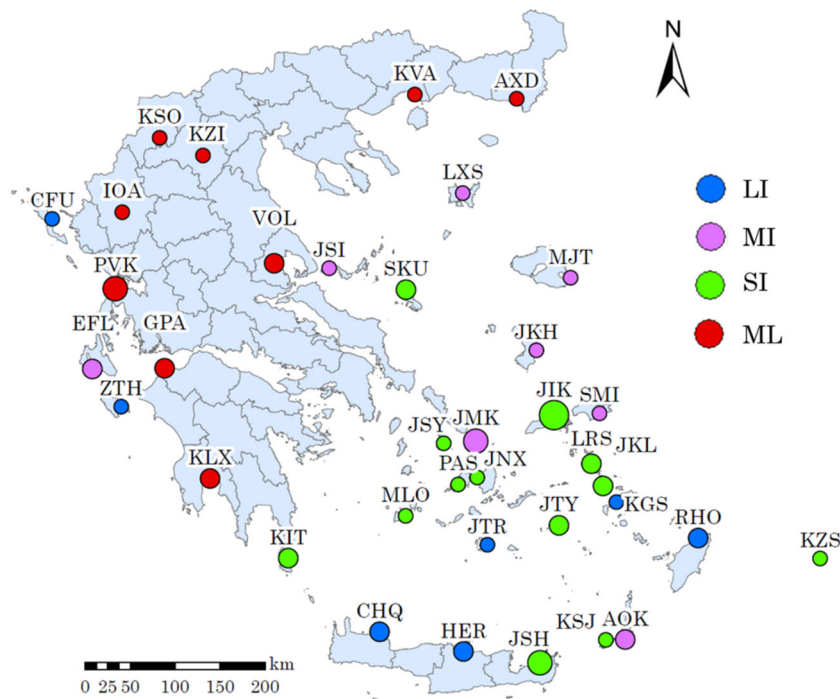 N
KVA
AXD
KSO
KZI
LXS
LI
CFU
IOA
VOL
MI
JSI
MJT
PVK
SKU
SI
EFL
GPA
JKH
ML
ZTH
JIK
SMI
JSY
JMK
LRS
JKL
KLX
PAS
JNX
MLO
JTR
JTY
KGS
RHO
KIT
KZS
CHQ
HER
JSH
KSJ
AOK
km
0 25 50 100 150 200